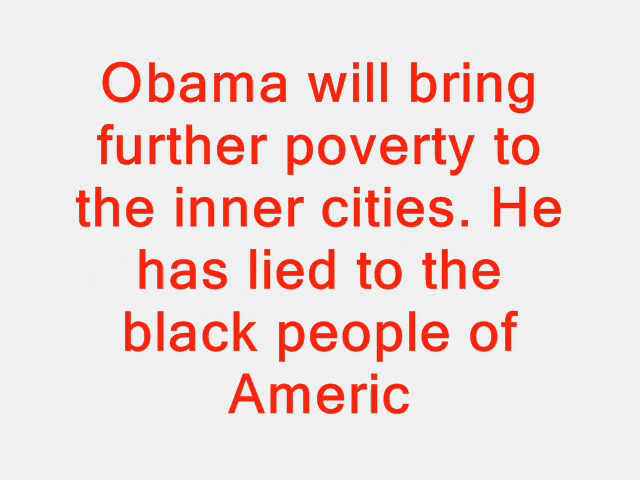 Obama will bring
further poverty to
the inner cities. He
has lied to the
black people of
Americ